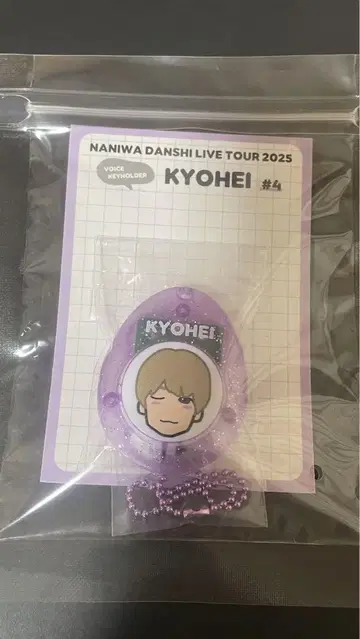 NANIWA DANSHI LIVE TOUR 2025
VOICE
KEYHOLDER
KYOHEI #4
KYOHEI